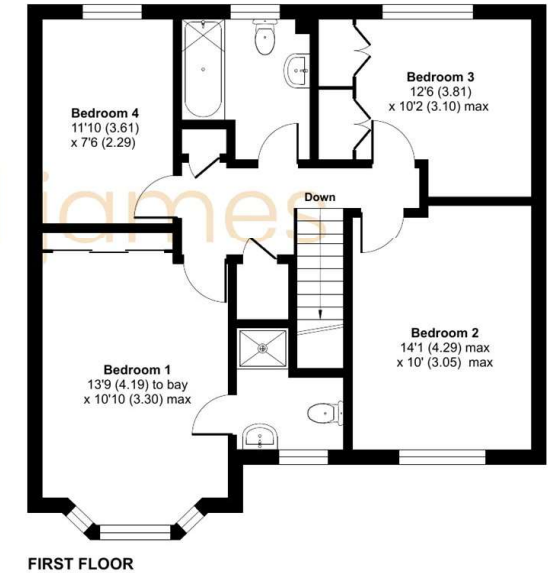 Bedroom 4
11'10 (3.61)
x 7'6 (2.29)
Bedroom 3
12'6 (3.81)
x 10'2 (3.10) max
james
Down
Bedroom 1
13'9 (4.19) to bay
x 10'10 (3.30) max
Bedroom 2
14'1 (4.29) max
x 10' (3.05) max
FIRST FLOOR